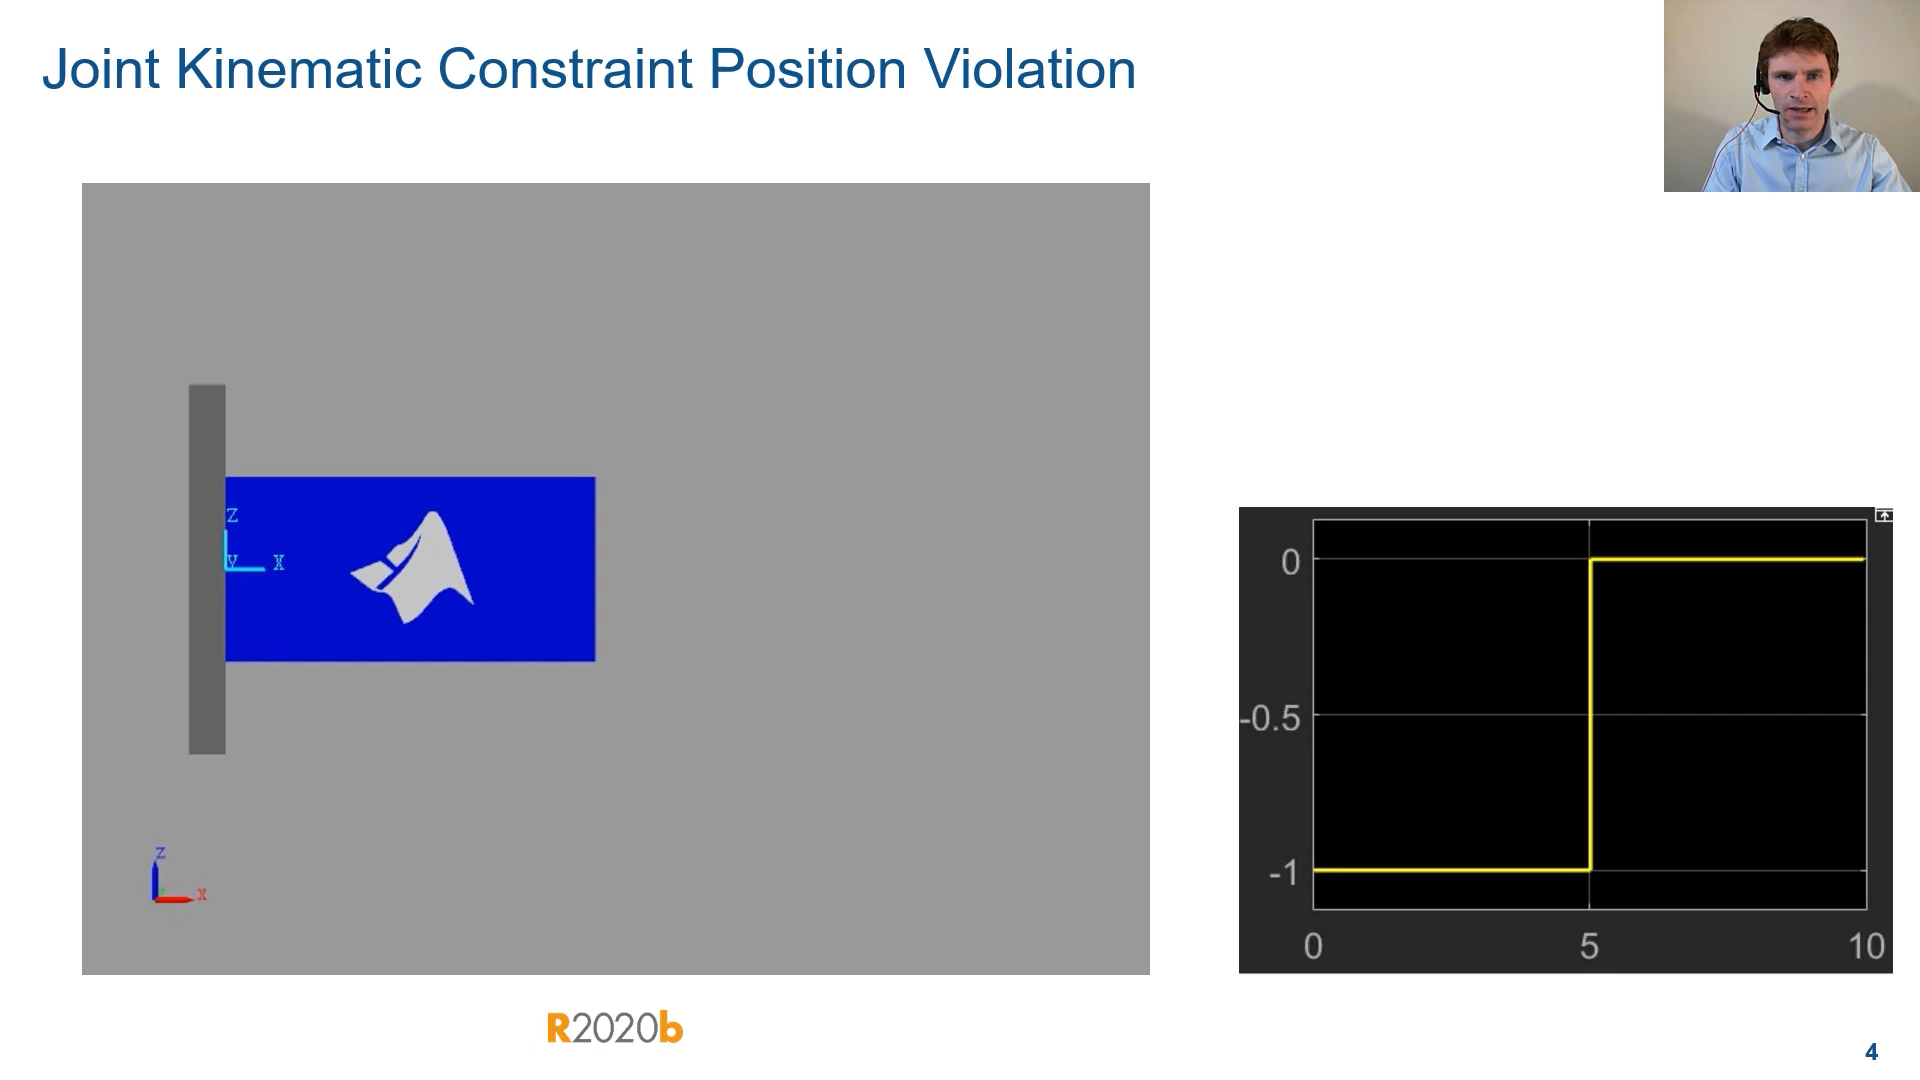 Joint Kinematic Constraint Position Violation
Z
Y X
Z
X
0
-0.5
-1
0 5 10
R2020b
4